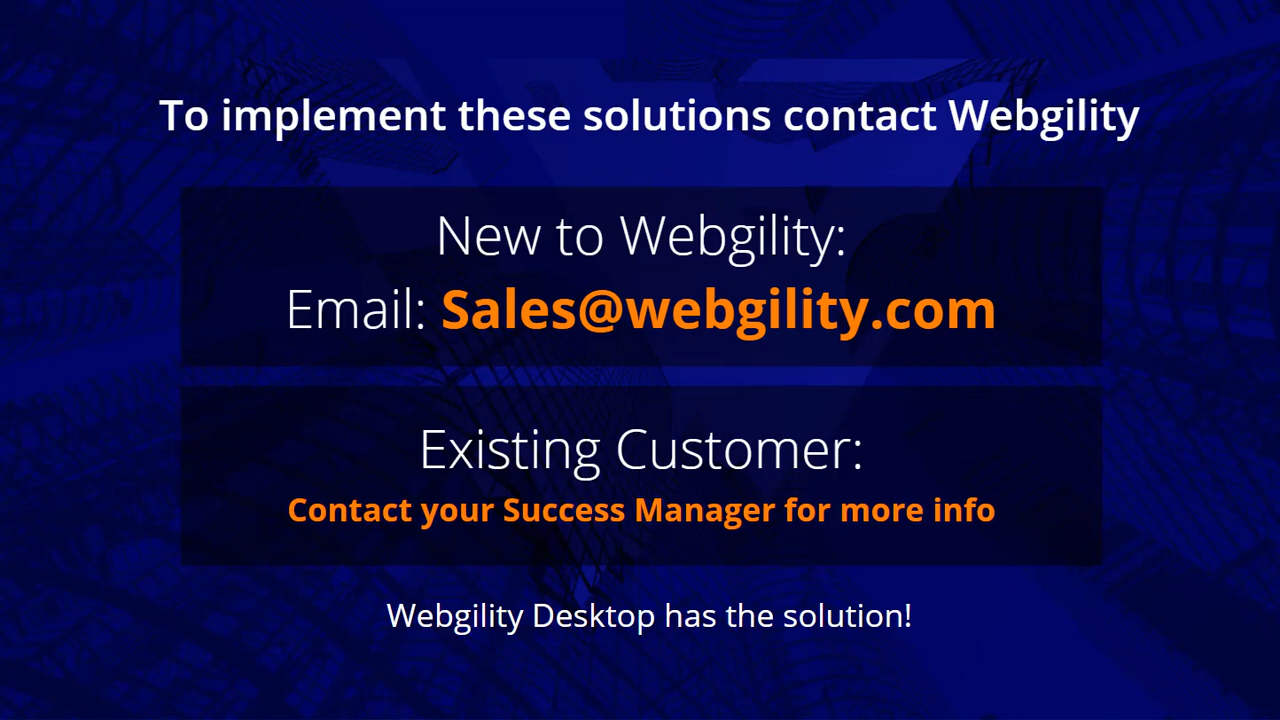 To implement these solutions contact Webgility
New to Webgility:
Email: Sales@webgility.com
Existing Customer:
Contact your Success Manager for more info
Webgility Desktop has the solution!